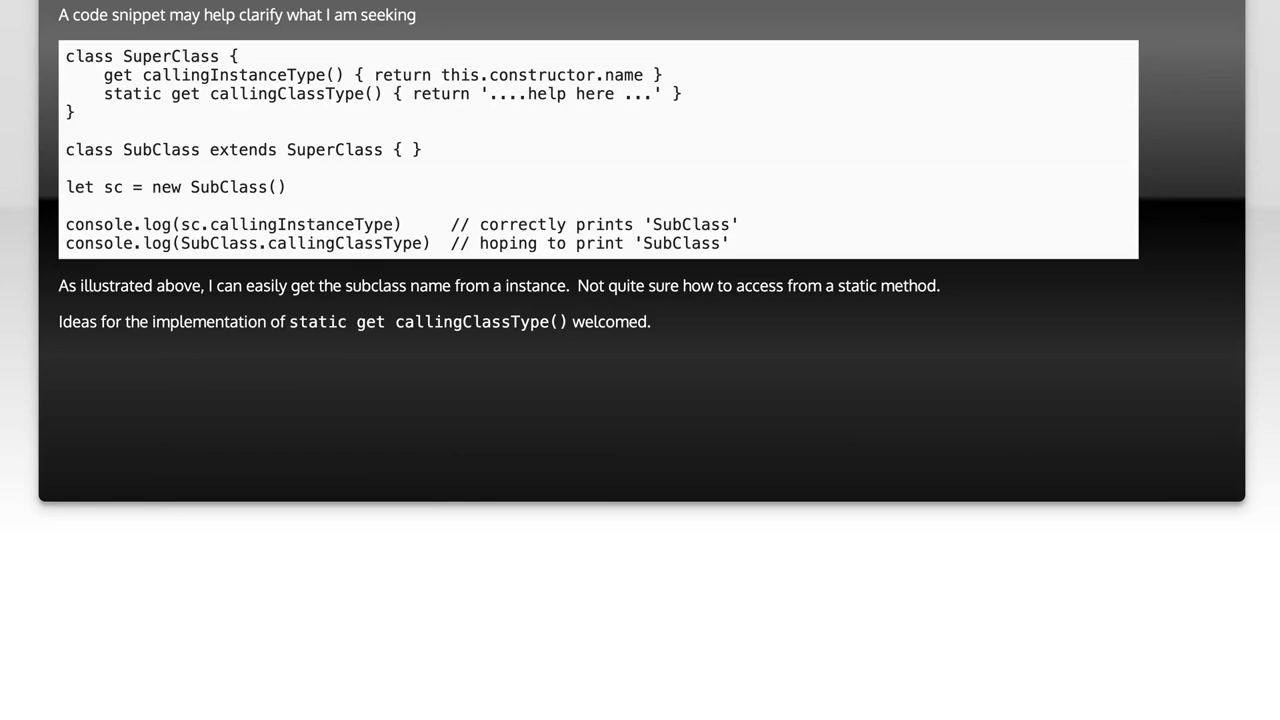 A code snippet may help clarify what I am seeking
class SuperClass {
    get callingInstanceType() { return this.constructor.name }
    static get callingClassType() { return '....help here ...' }
}
class SubClass extends SuperClass { }
let sc = new SubClass()
console.log(sc.callingInstanceType)     // correctly prints 'SubClass'
console.log(SubClass.callingClassType)  // hoping to print 'SubClass'
As illustrated above, I can easily get the subclass name from a instance.  Not quite sure how to access from a static method.
Ideas for the implementation of static get callingClassType() welcomed.